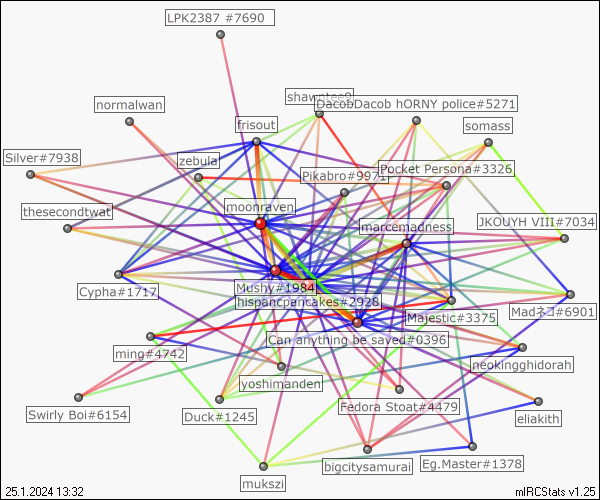 LPK2387 #7690
normalwan
DacobDacob hORNY police#5271
frisout
somass
Silver#7938
zebula
Pikabro#9971
Pocket Persona#3326
thesecondtwat
moonraven
marcemadness
JKOUYH VIII#7034
Cypha#1717
Mushy#1984
hispancpancakes#2928
Majestic#3375
Madネコ#6901
ming#4742
Can anything be saved#0396
neokingghidorah
yoshimanden
Swirly Boi#6154
Duck#1245
Fedora Stoat#4479
eliakith
mukszi
bigcitysamurai
Eg.Master#1378
25.1.2024 13:32
mIRCStats v1.25